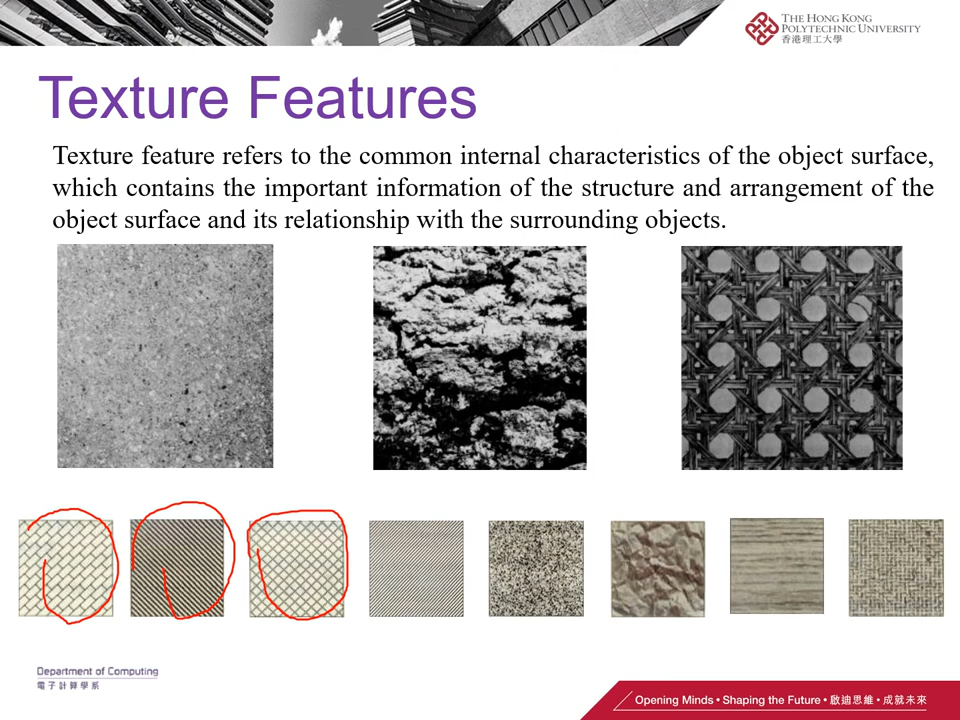 THE HONG KONG
POLYTECHNIC UNIVERSITY
香港理工大學
Texture Features
Texture feature refers to the common internal characteristics of the object surface,
which contains the important information of the structure and arrangement of the
object surface and its relationship with the surrounding objects.
Department of Computing
電子計算學系
Opening Minds • Shaping the Future • 啟迪思維 • 成就未來